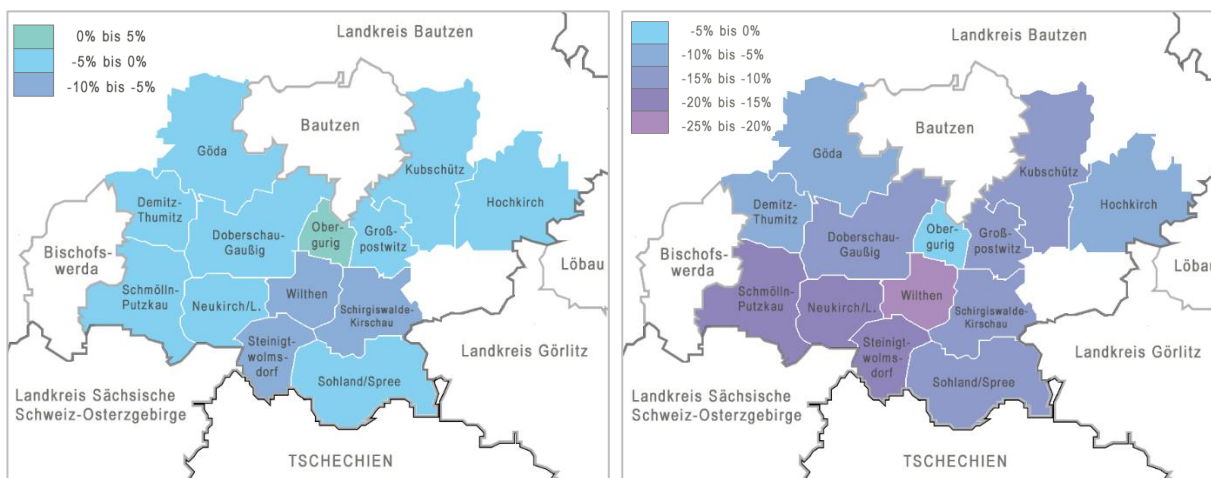 0% bis 5%
-5% bis 0%
-10% bis -5%
Landkreis Bautzen
Bautzen
Göda
Kubschütz
Hochkirch
Demitz-
Thumitz
Ober-
gurig
Groß-
postwitz
Doberschau-
Gaußig
Bischofs-
werda
Löbau
Schmölln-
Putzkau
Neukirch/L.
Wilthen
Schirgiswalde-
Kirschau
Steinigt-
wolms-
dorf
Landkreis Görlitz
Sohland/Spree
Landkreis Sächsische
Schweiz-Osterzgebirge
TSCHECHIEN
-5% bis 0%
-10% bis -5%
-15% bis -10%
-20% bis -15%
-25% bis -20%
Landkreis Bautzen
Bautzen
Göda
Kubschütz
Hochkirch
Demitz-
Thumitz
Ober-
gurig
Groß-
postwitz
Doberschau-
Gaußig
Bischofs-
werda
Löbau
Schmölln-
Putzkau
Neukirch/L.
Wilthen
Schirgiswalde-
Kirschau
Steinigt-
wolms-
dorf
Landkreis Görlitz
Sohland/Spree
Landkreis Sächsische
Schweiz-Osterzgebirge
TSCHECHIEN